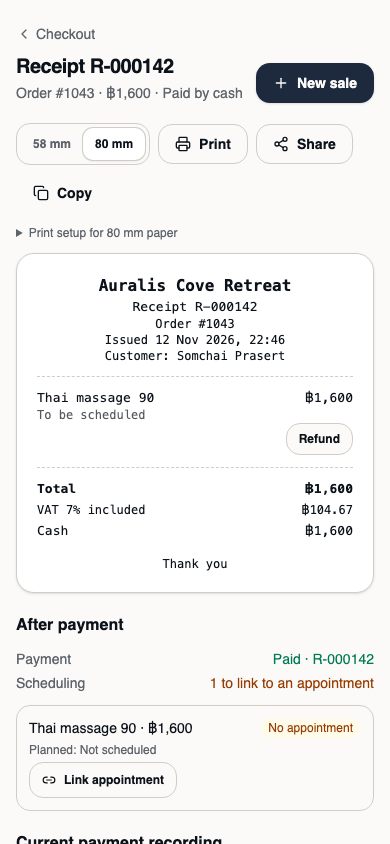 Checkout
Receipt R-000142
Order #1043 · ฿1,600 · Paid by cash
New sale
58 mm
80 mm
Print
Share
Copy
Print setup for 80 mm paper
Auralis Cove Retreat
Receipt R-000142
Order #1043
Issued 12 Nov 2026, 22:46
Customer: Somchai Prasert
Thai massage 90 ฿1,600
To be scheduled
Refund
Total ฿1,600
VAT 7% included ฿104.67
Cash ฿1,600
Thank you
After payment
Payment Paid · R-000142
Scheduling 1 to link to an appointment
Thai massage 90 · ฿1,600 No appointment
Planned: Not scheduled
Link appointment
Current payment recording